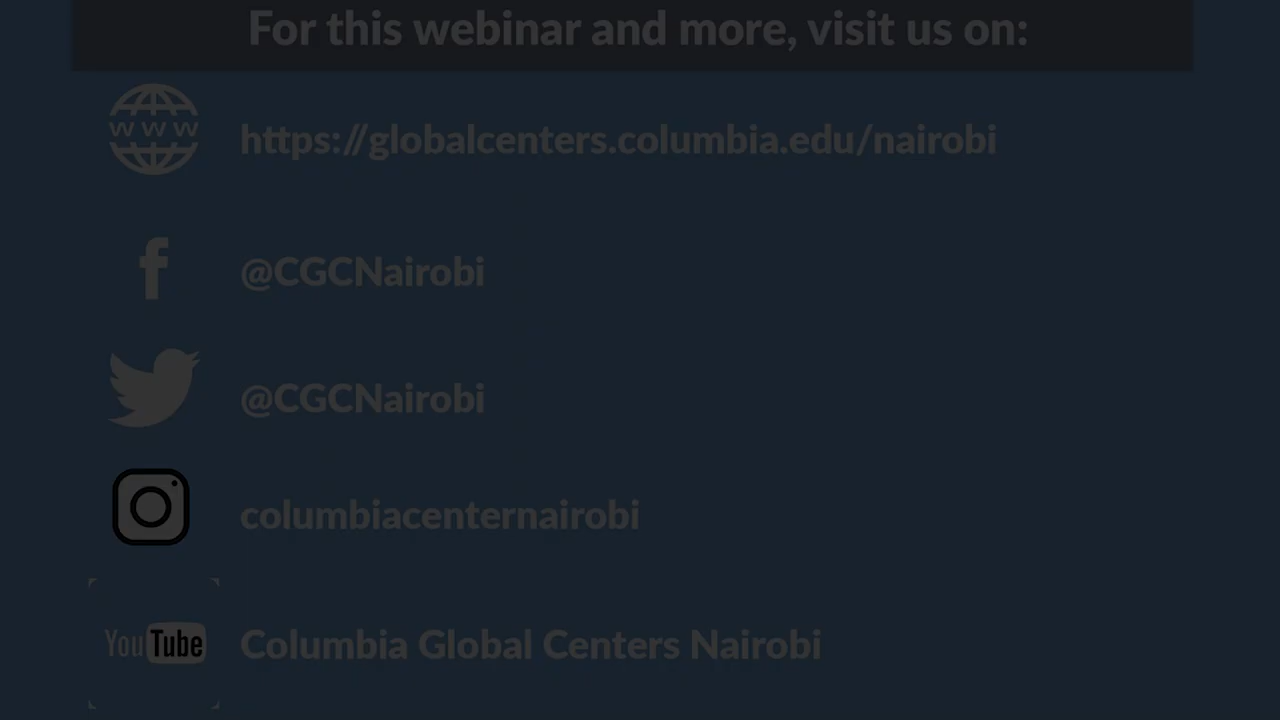 For this webinar and more, visit us on:
W W W
https://globalcenters.columbia.edu/nairobi
@CGCNairobi
@CGCNairobi
columbiacenternairobi
YouTube
Columbia Global Centers Nairobi